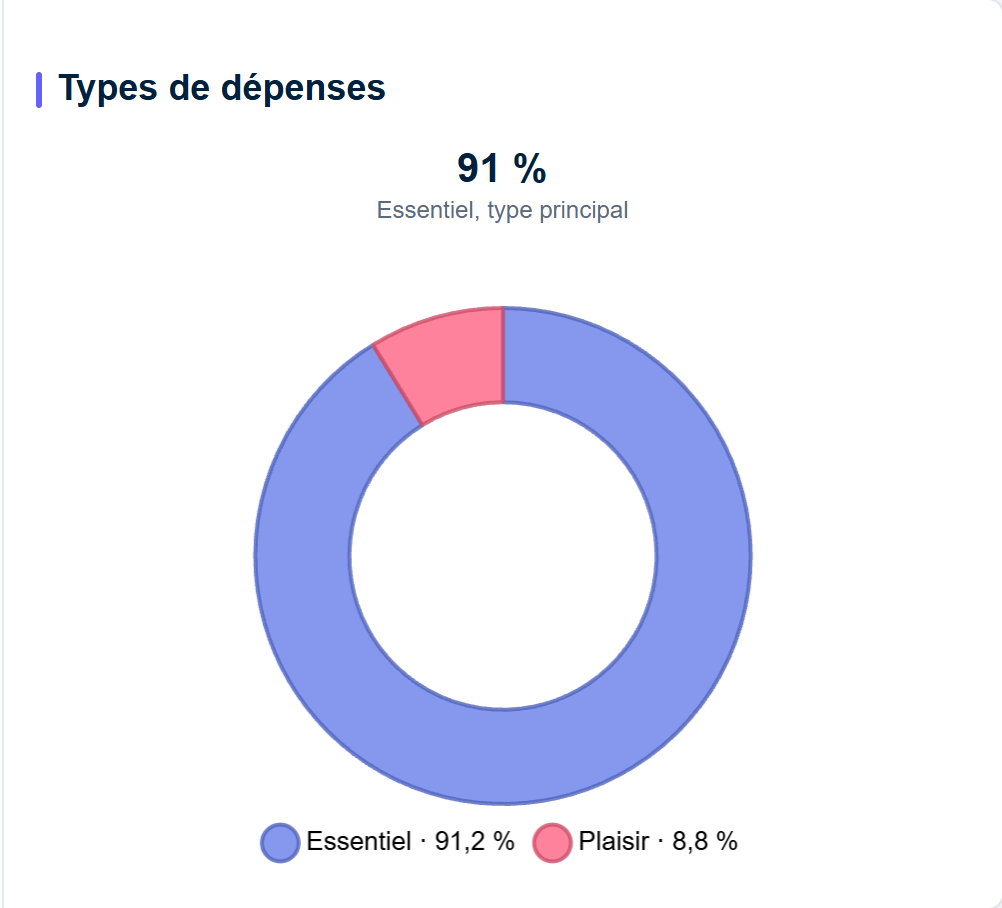 Types de dépenses
91 %
Essentiel, type principal
Essentiel · 91,2 % Plaisir · 8,8 %